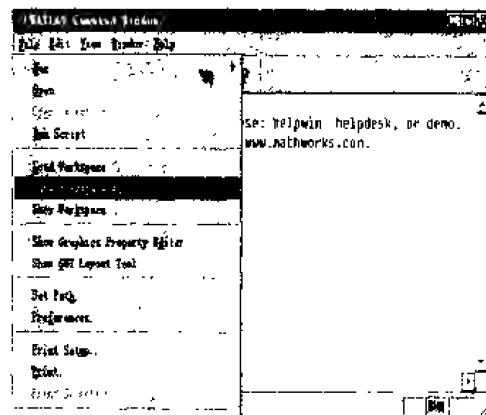 MATLAB Command Window
File Edit View Window Help
New
Open
Run Script
Load Workspace
Show Workspace
Show Graphics Property Editor
Show GUI Layout Tool
Set Path
Preferences
Print Setup..
Print.
se: helpwin helpdesk, or demo.
www.mathworks.com.